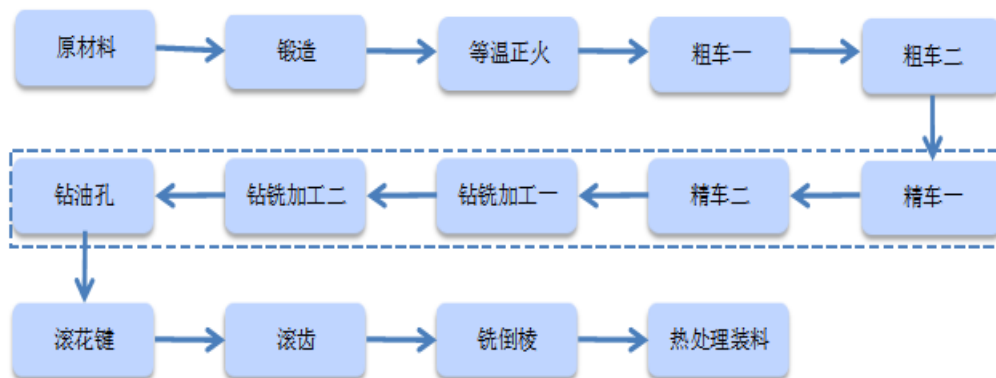 原材料
锻造
等温正火
粗车一
粗车二
钻油孔
钻铣加工二
钻铣加工一
精车二
精车一
滚花键
滚齿
铣倒棱
热处理装料